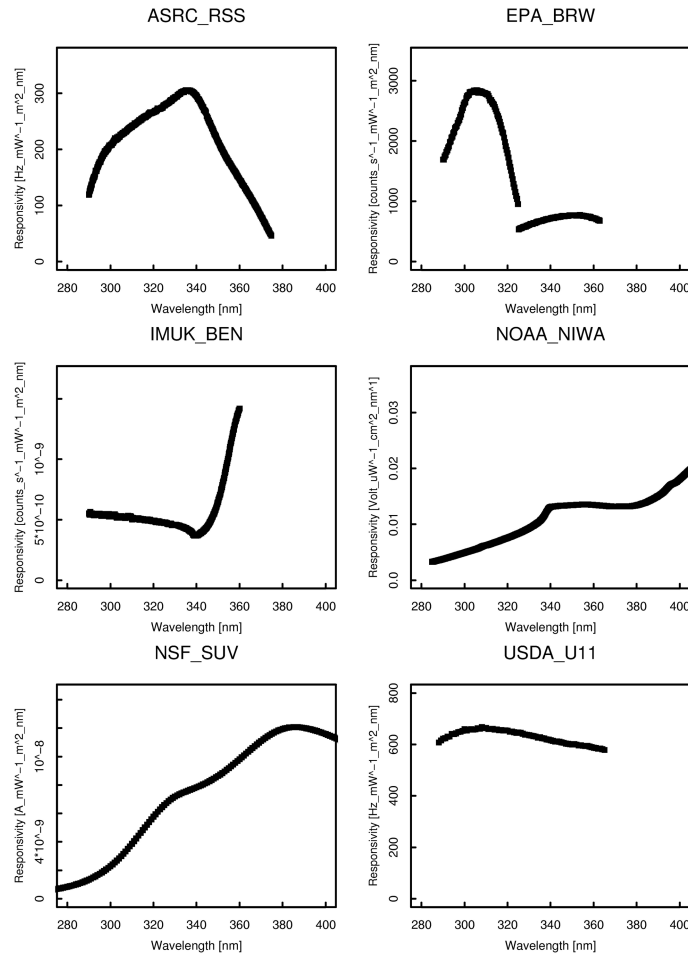 ASRC_RSS
Responsivity [Hz_mW^-1_m^2_nm]
0 100 200 300
280 300 320 340 360 380 400
Wavelength [nm]
EPA_BRW
Responsivity [counts_s^-1_mW^-1_m^2_nm]
0 1000 2000 3000
280 300 320 340 360 380 400
Wavelength [nm]
IMUK_BEN
Responsivity [counts_s^-1_mW^-1_m^2_nm]
0 5*10^-10 10^-9
280 300 320 340 360 380 400
Wavelength [nm]
NOAA_NIWA
Responsivity [Volt_uW^-1_cm^2_nm^1]
0.0 0.01 0.02 0.03
280 300 320 340 360 380 400
Wavelength [nm]
NSF_SUV
Responsivity [A_mW^-1_m^2_nm]
0 4*10^-9 10^-8
280 300 320 340 360 380 400
Wavelength [nm]
USDA_U11
Responsivity [Hz_mW^-1_m^2_nm]
0 200 400 600 800
280 300 320 340 360 380 400
Wavelength [nm]